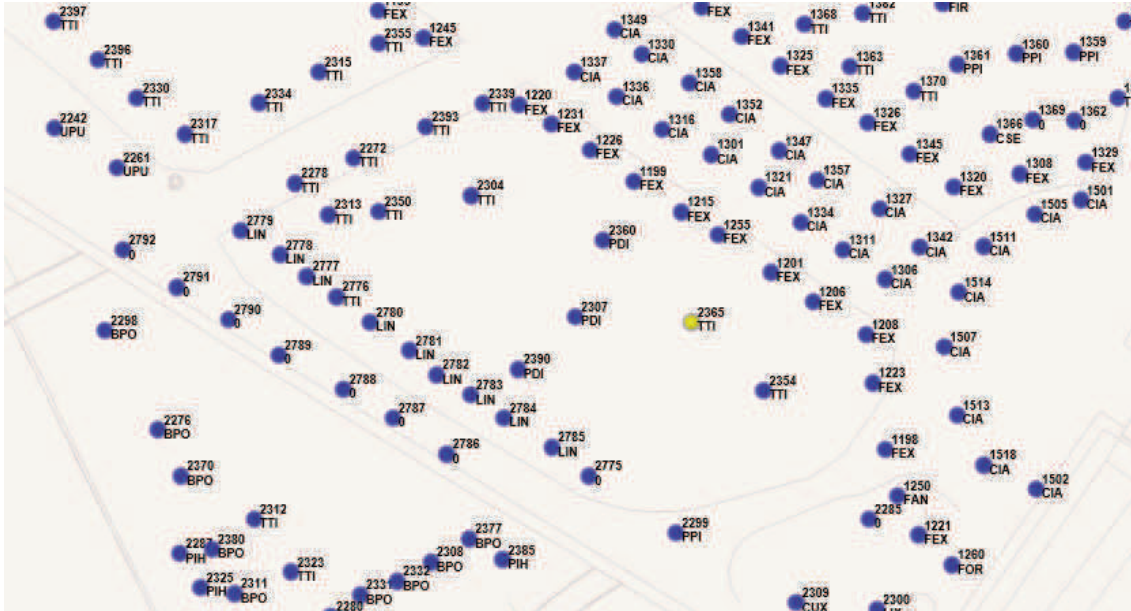 2397
TTI
FEX
1245
FEX
2355
TTI
2396
TTI
2315
TTI
2330
TTI
2334
TTI
2242
UPU
2317
TTI
2261
UPU
2339
TTI
1220
FEX
2393
TTI
1231
FEX
2272
TTI
2278
TTI
1226
FEX
1199
FEX
2304
TTI
2313
TTI
2350
TTI
1349
CIA
1330
CIA
1337
CIA
1336
CIA
1358
CIA
1316
CIA
1352
CIA
1301
CIA
1347
CIA
1321
CIA
1357
CIA
1334
CIA
1327
CIA
1311
CIA
1342
CIA
1306
CIA
FEX
1341
FEX
1368
TTI
1382
TTI
FIR
1325
FEX
1363
TTI
1361
PPI
1360
PPI
1359
PPI
1335
FEX
1370
TTI
1326
FEX
1366
CSE
1369
0
1362
0
1345
FEX
1308
FEX
1329
FEX
1320
FEX
1505
CIA
1501
CIA
1511
CIA
1514
CIA
1507
CIA
1513
CIA
1518
CIA
1502
CIA
1215
FEX
1255
FEX
1201
FEX
1206
FEX
1208
FEX
1223
FEX
1198
FEX
1250
FAN
2285
0
1221
FEX
1260
FOR
2360
PDI
2307
PDI
2365
TTI
2354
TTI
2390
PDI
2779
LIN
2778
LIN
2777
LIN
2776
TTI
2780
LIN
2781
LIN
2782
LIN
2783
LIN
2784
LIN
2785
LIN
2775
0
2792
0
2791
0
2790
0
2789
0
2788
0
2787
0
2786
0
2298
BPO
2276
BPO
2370
BPO
2312
TTI
2380
BPO
2287
PIH
2325
PIH
2311
BPO
2323
TTI
2377
BPO
2308
BPO
2385
PIH
2332
BPO
2331
BPO
2280
2299
PPI
2309
CUX
2300